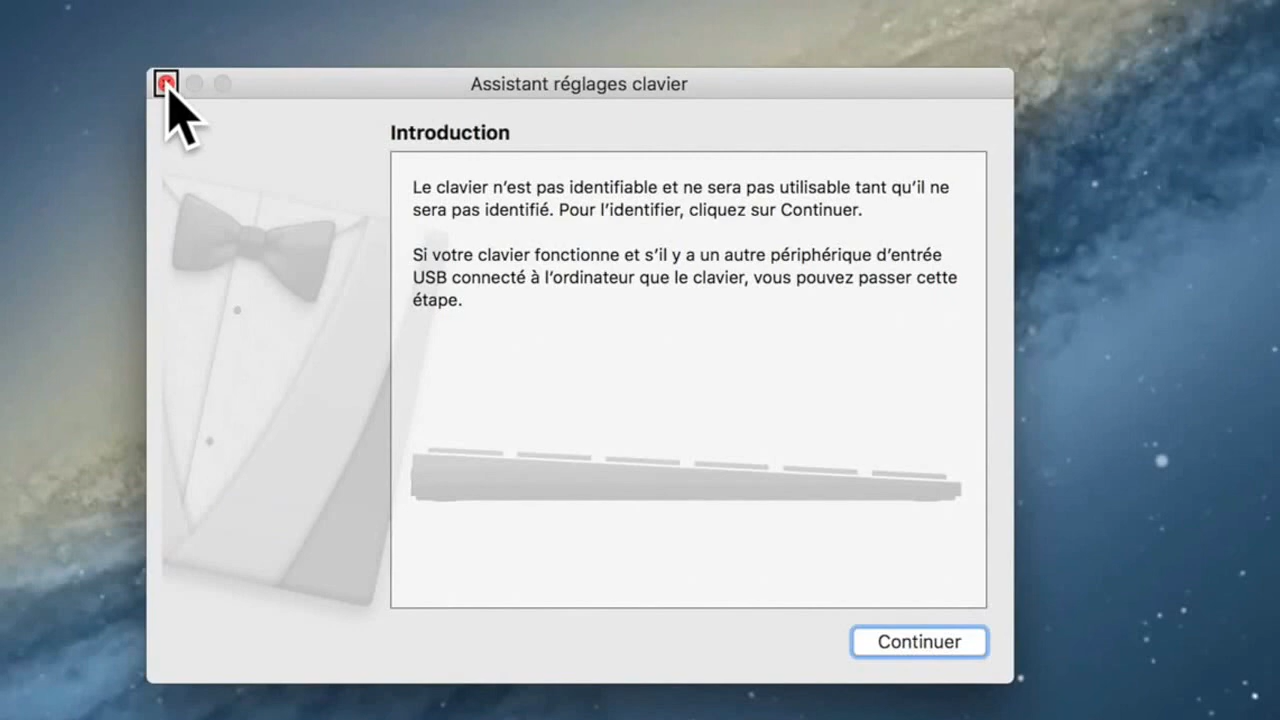 Assistant réglages clavier
Introduction
Le clavier n’est pas identifiable et ne sera pas utilisable tant qu’il ne
sera pas identifié. Pour l’identifier, cliquez sur Continuer.
Si votre clavier fonctionne et s’il y a un autre périphérique d’entrée
USB connecté à l’ordinateur que le clavier, vous pouvez passer cette
étape.
Continuer